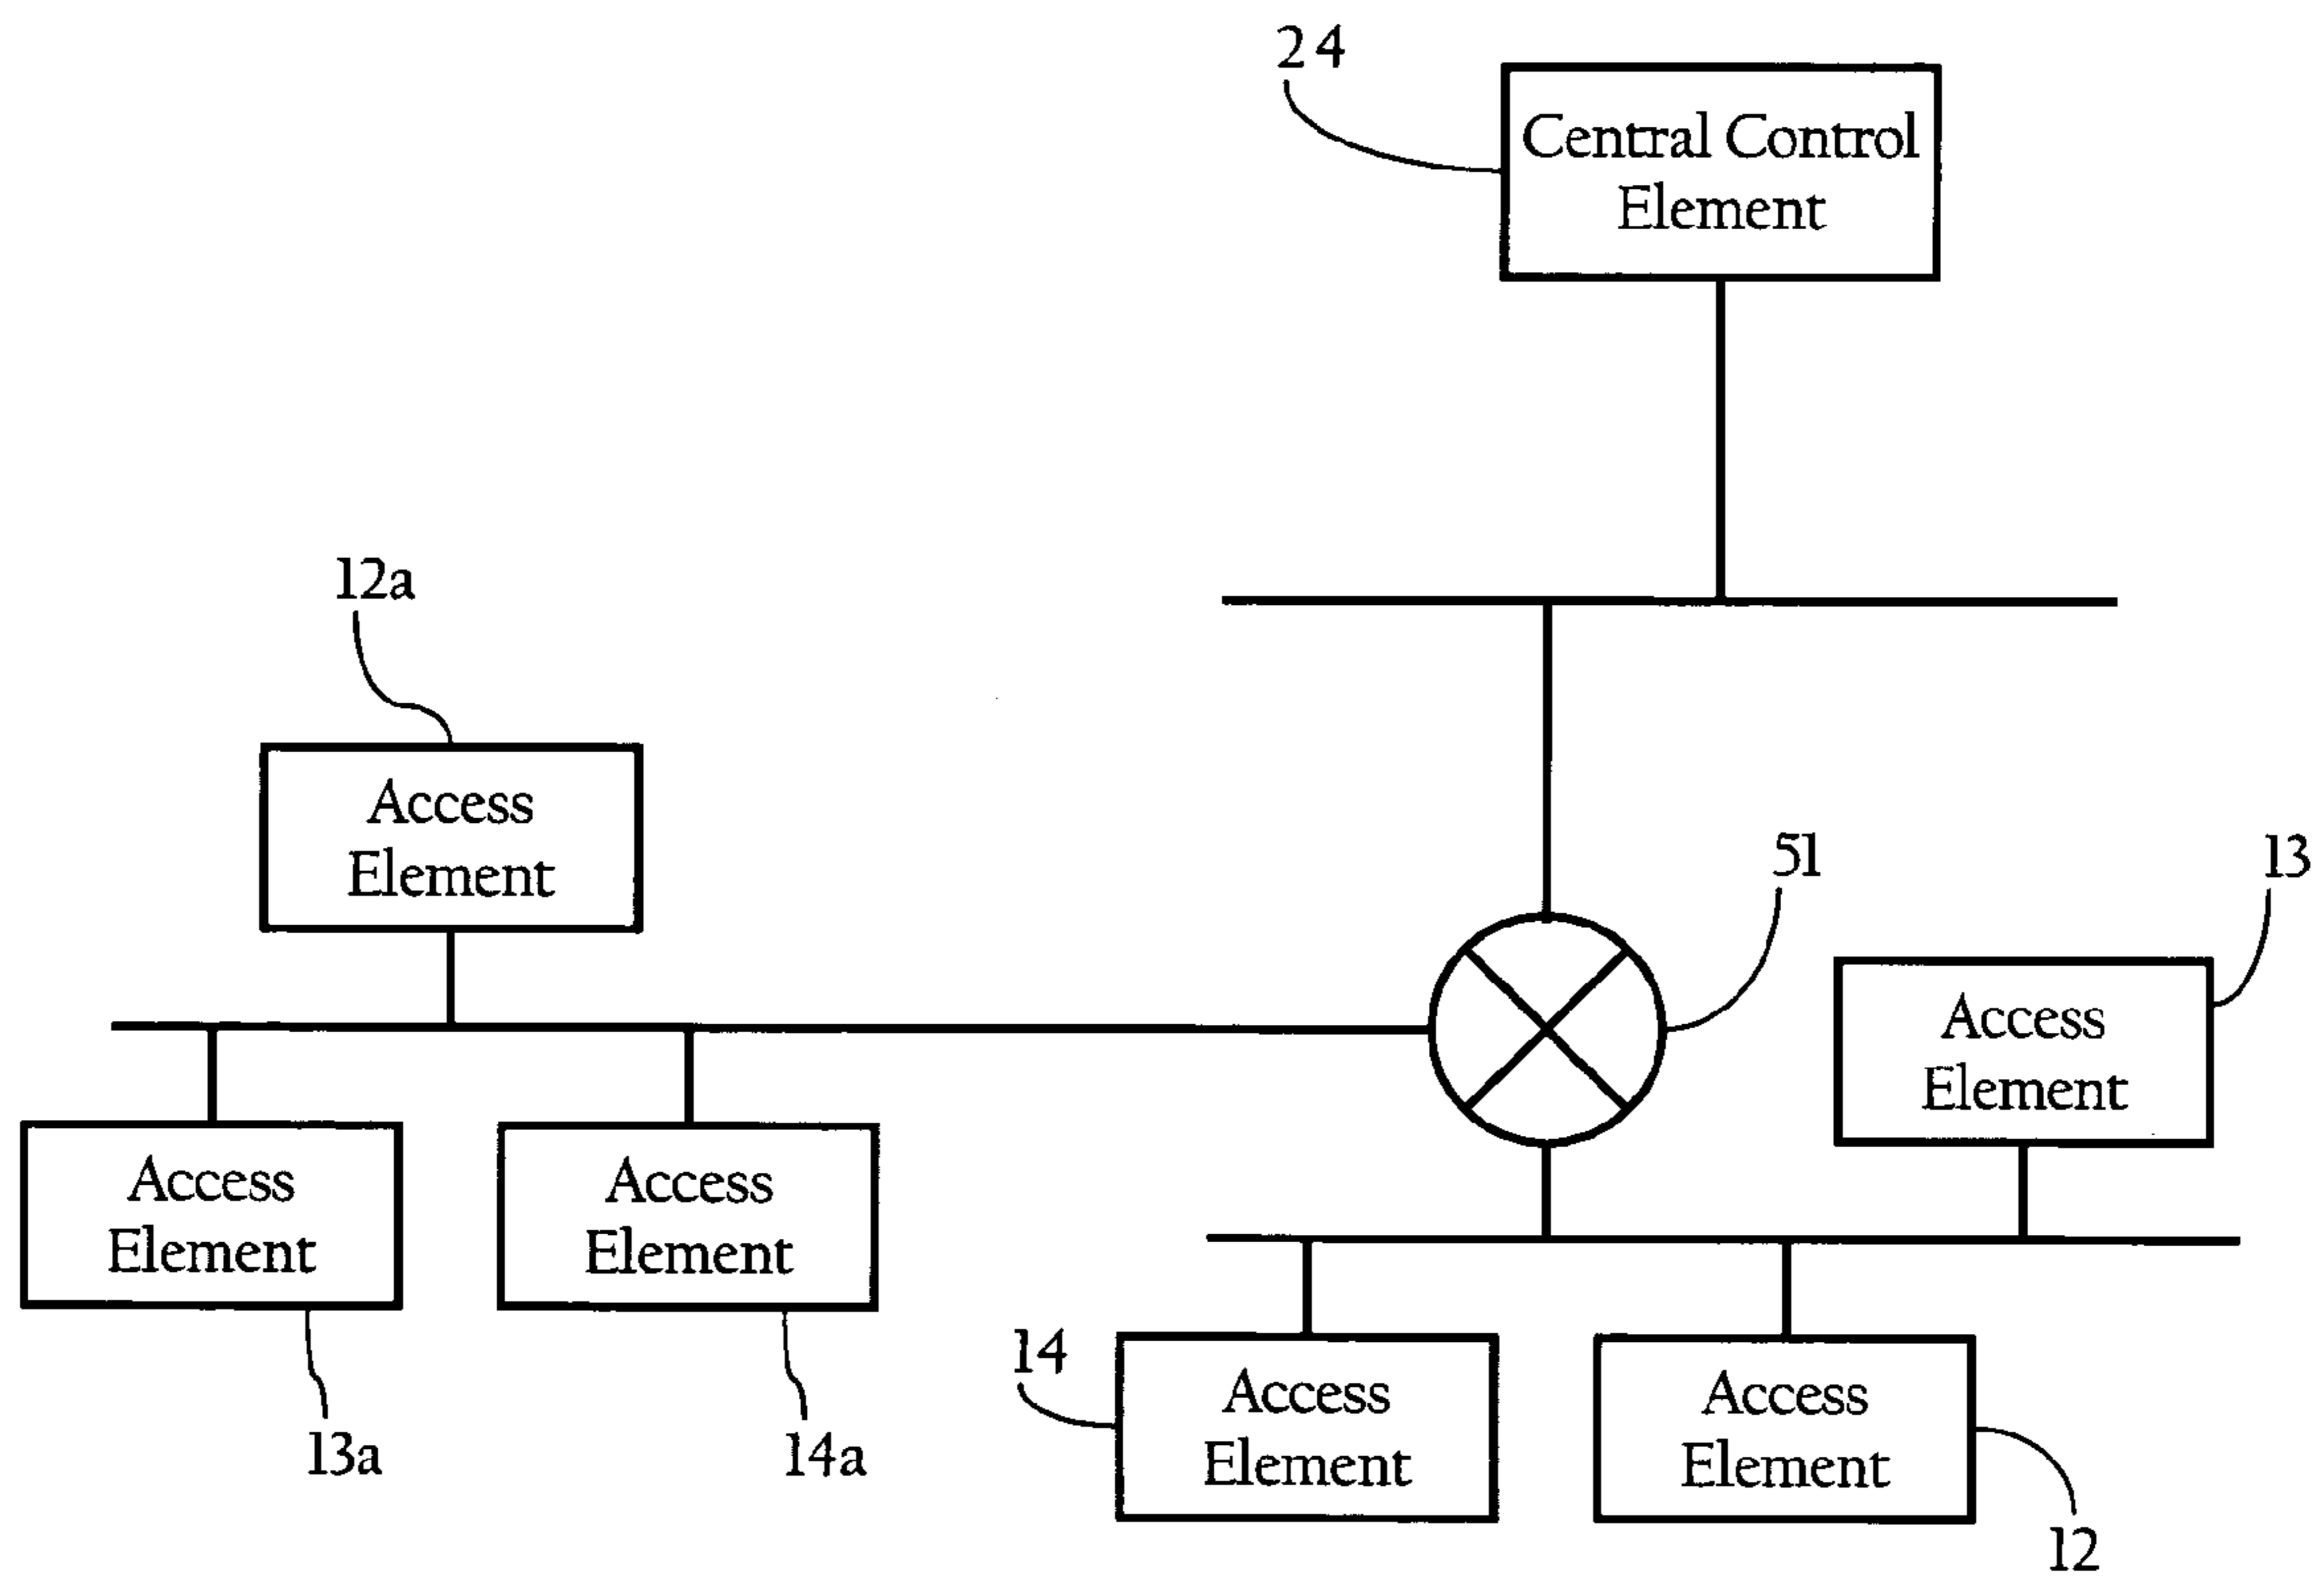 24
Central Control
Element
12a
Access
Element
51
13
Access
Element
Access
Element
Access
Element
14
Access
Element
Access
Element
13a
14a
12